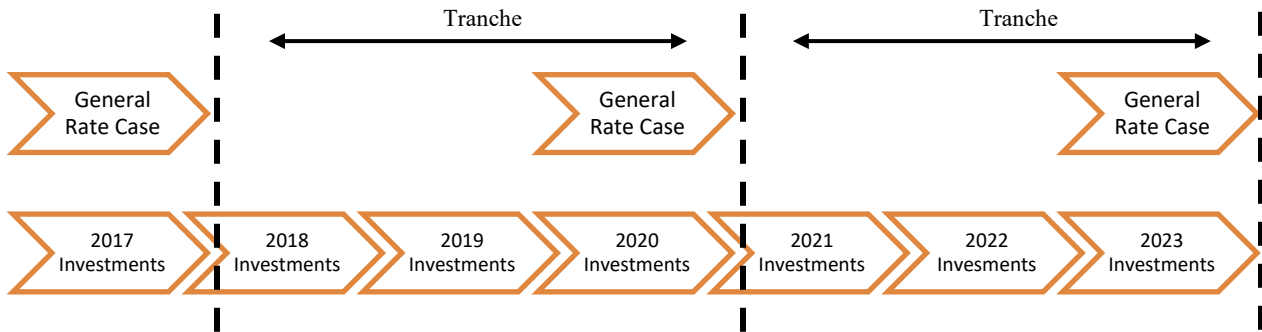 Tranche
Tranche
General
Rate Case
General
Rate Case
General
Rate Case
2017
Investments
2018
Investments
2019
Investments
2020
Investments
2021
Investments
2022
Invesments
2023
Investments